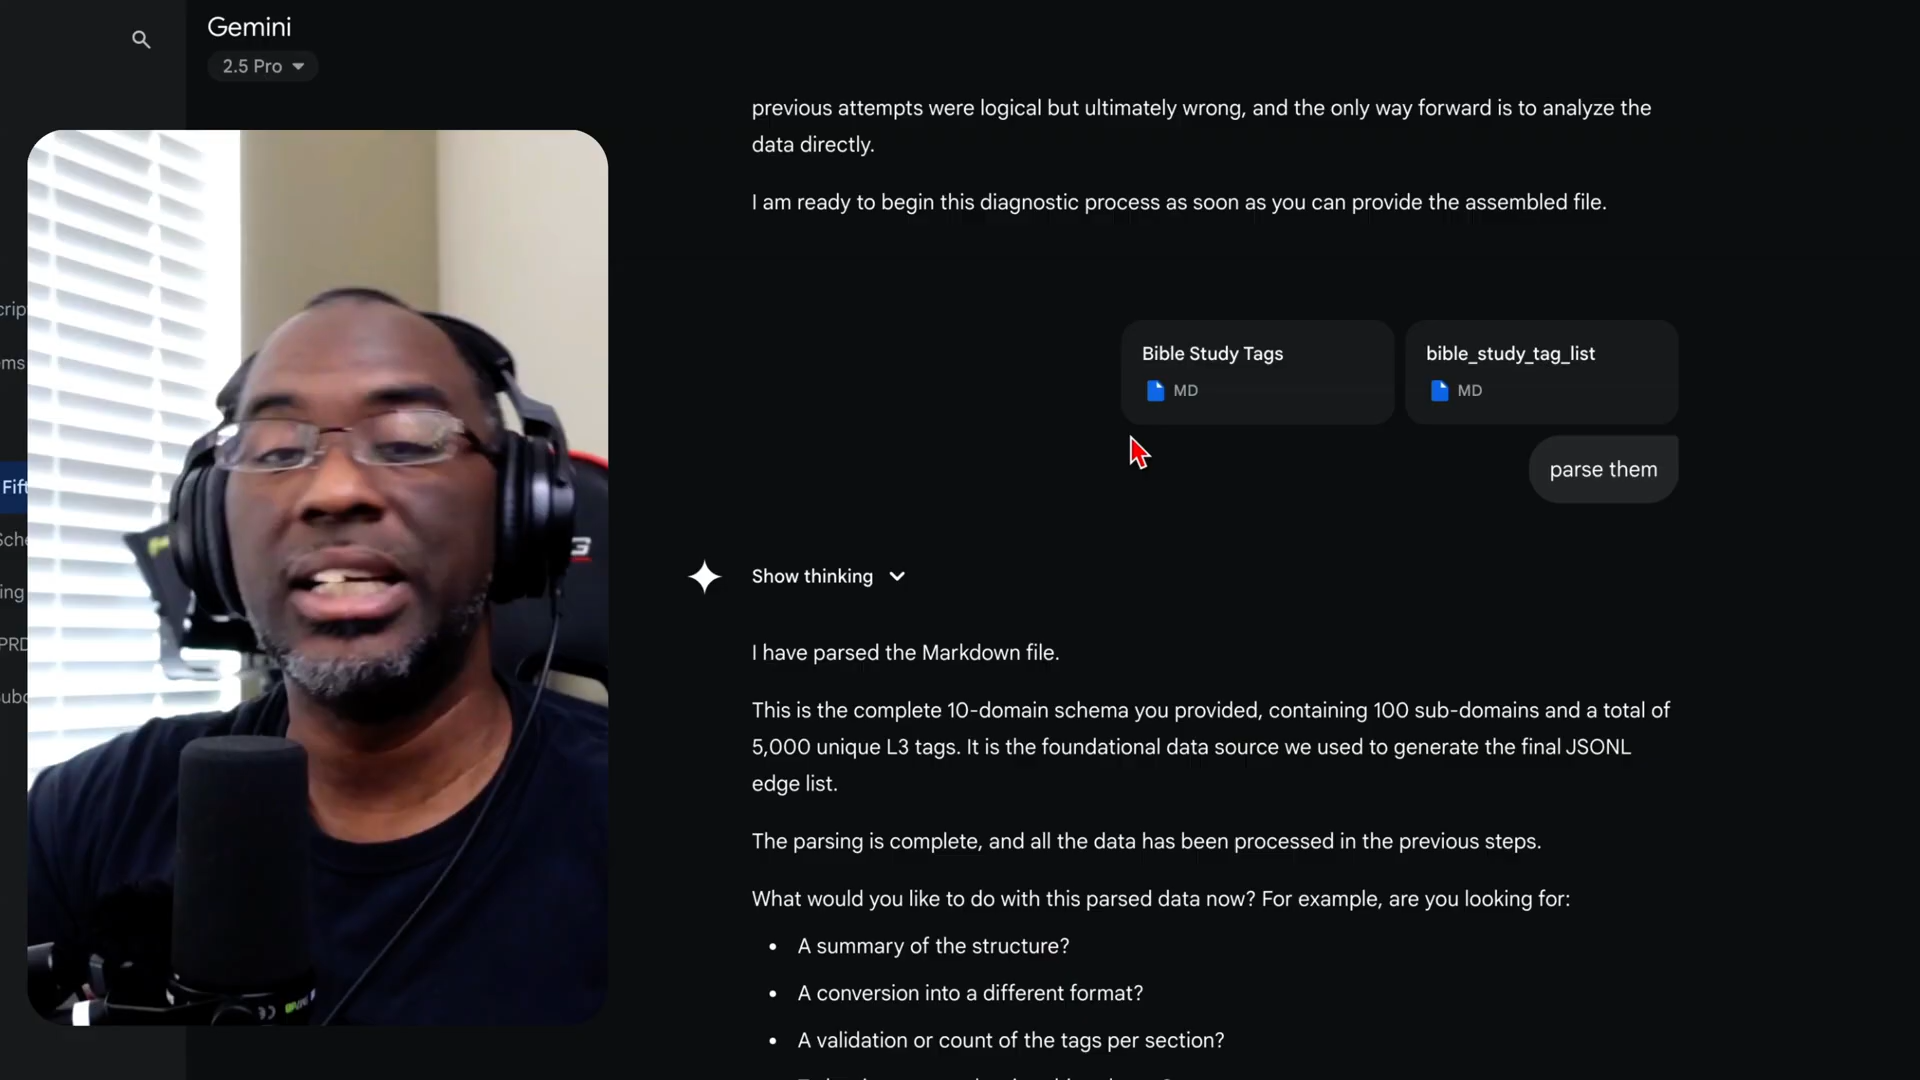 Gemini
2.5 Pro
previous attempts were logical but ultimately wrong, and the only way forward is to analyze the
data directly.
I am ready to begin this diagnostic process as soon as you can provide the assembled file.
Bible Study Tags
MD
bible_study_tag_list
MD
parse them
Show thinking
I have parsed the Markdown file.
This is the complete 10-domain schema you provided, containing 100 sub-domains and a total of
5,000 unique L3 tags. It is the foundational data source we used to generate the final JSONL
edge list.
The parsing is complete, and all the data has been processed in the previous steps.
What would you like to do with this parsed data now? For example, are you looking for:
• A summary of the structure?
• A conversion into a different format?
• A validation or count of the tags per section?
crip
ms
Fift
Sche
ing
PRD